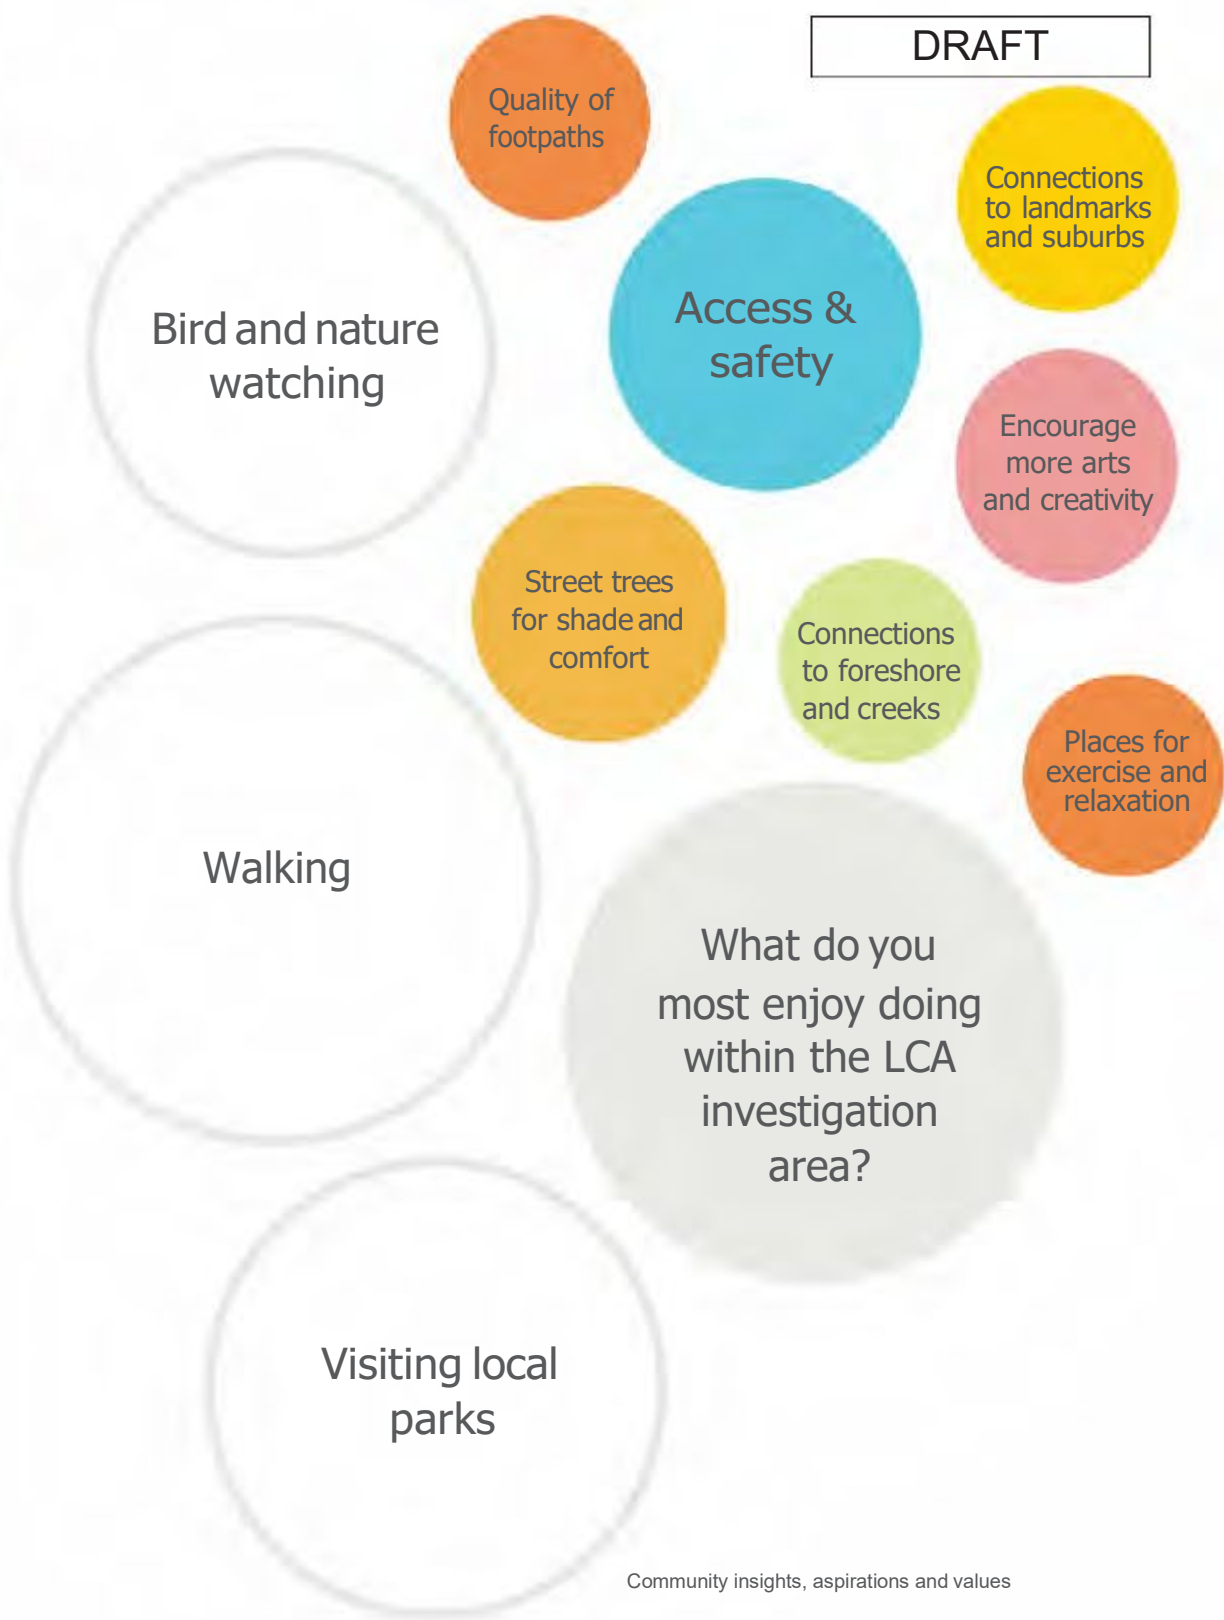 DRAFT
Quality of
footpaths
Connections
to landmarks
and suburbs
Bird and nature
watching
Access &
safety
Encourage
more arts
and creativity
Street trees
for shade and
comfort
Connections
to foreshore
and creeks
Places for
exercise and
relaxation
Walking
What do you
most enjoy doing
within the LCA
investigation
area?
Visiting local
parks
Community insights, aspirations and values